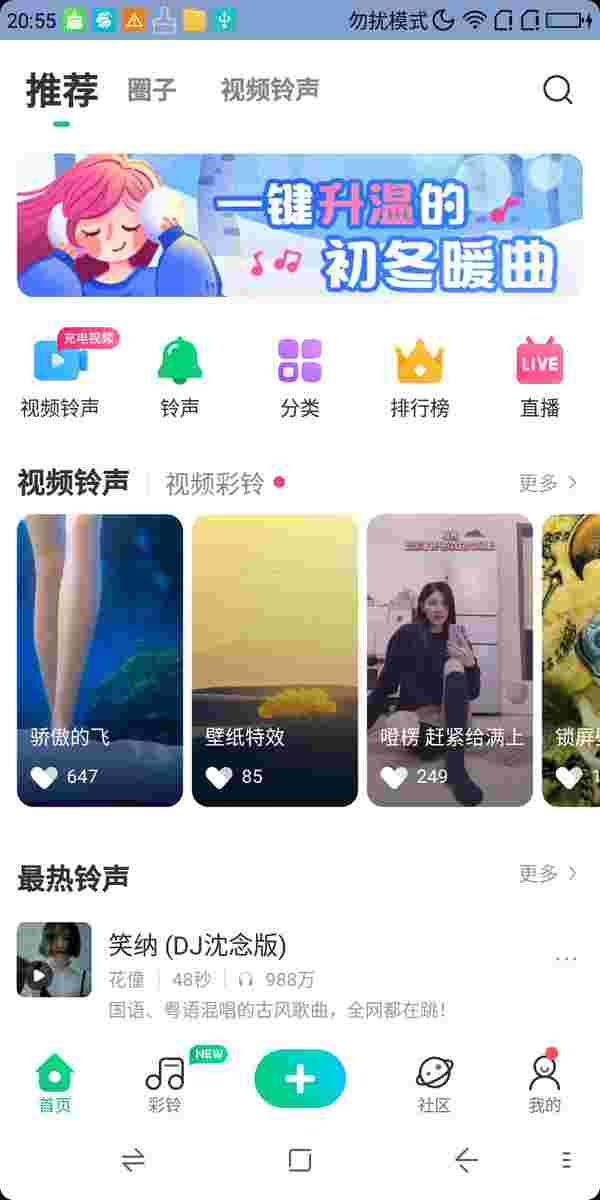 20:55 勿扰模式
推荐 圈子 视频铃声
一键升温的
初冬暖曲
充电视频
LIVE
视频铃声 铃声 分类 排行榜 直播
视频铃声 视频彩铃 更多
骄傲的飞 壁纸特效 噔楞 赶紧给满上 锁屏
647 85 249 1
最热铃声 更多
笑纳 (DJ沈念版)
花僮 48秒 988万
国语、粤语混唱的古风歌曲，全网都在跳！
NEW
首页 彩铃 社区 我的